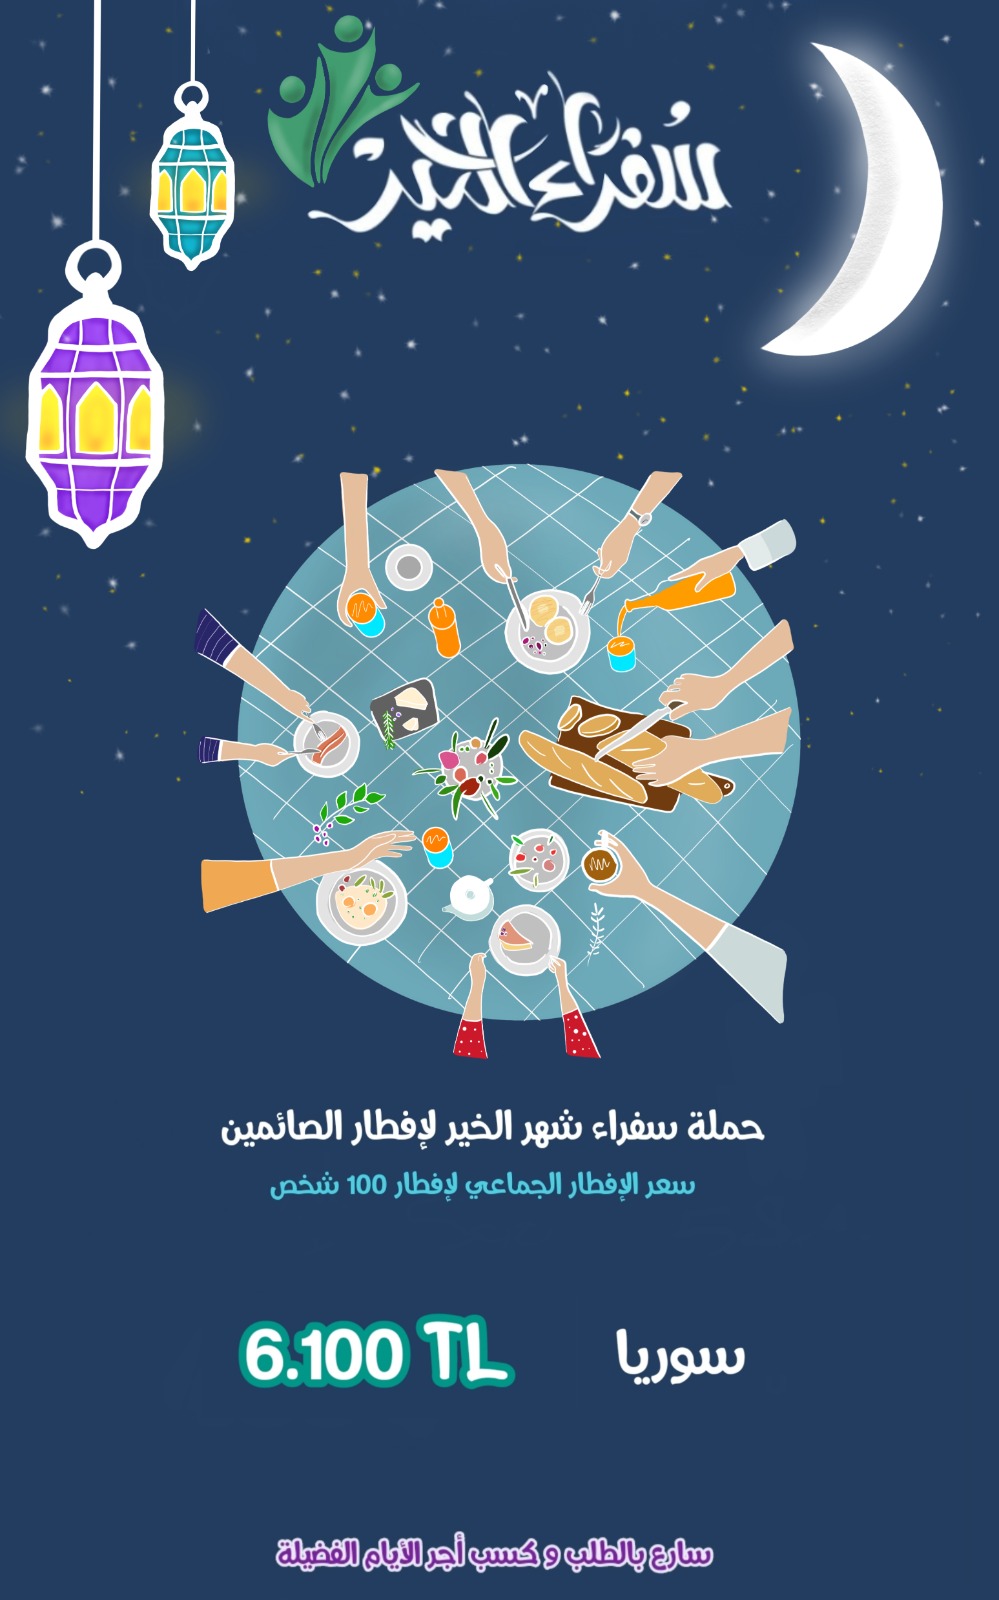 سُفراء الخير
حملة سفراء شهر الخير لإفطار الصائمين
سعر الإفطار الجماعي لإفطار 100 شخص
سوريا 6.100 TL
سارع بالطلب و كسب أجر الأيام الفضيلة